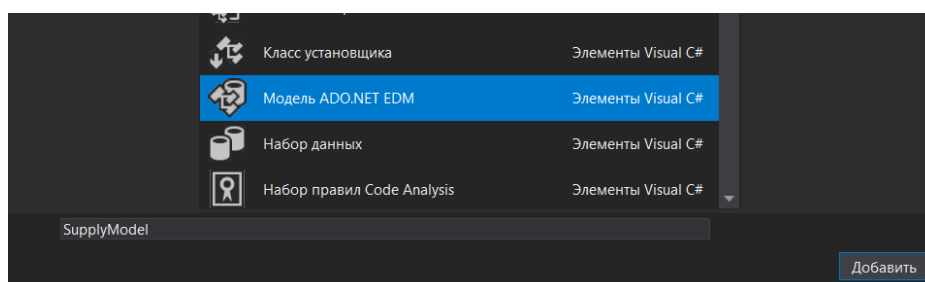 Класс установщика Элементы Visual C#
Модель ADO.NET EDM Элементы Visual C#
Набор данных Элементы Visual C#
Набор правил Code Analysis Элементы Visual C#
SupplyModel
Добавить